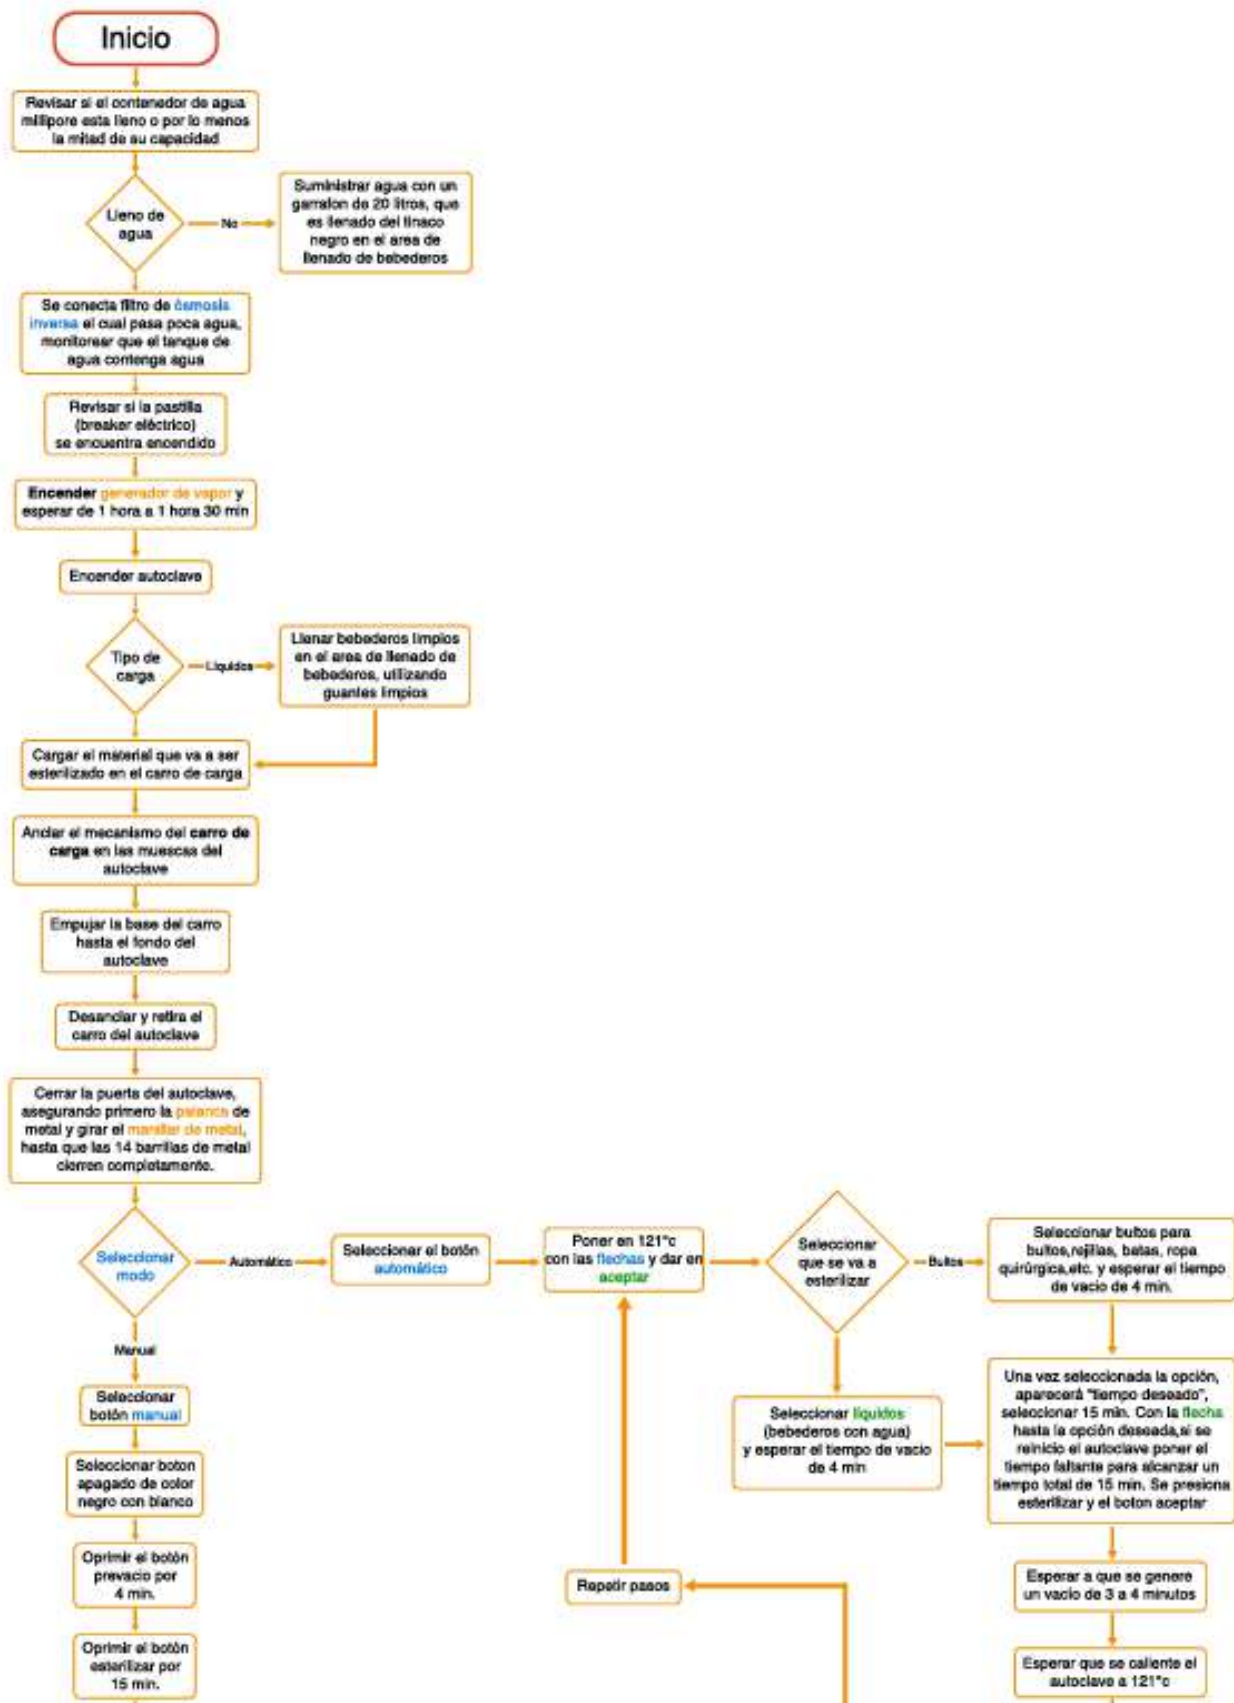 Inicio
Revisar si el contenedor de agua
millipore esta lleno o por lo menos
la mitad de su capacidad
Lleno de
agua
No
Suministrar agua con un
garrafon de 20 litros, que
es llenado del tinaco
negro en el area de
llenado de bebederos
Se conecta filtro de ósmosis
inversa el cual pasa poca agua,
monitorear que el tanque de
agua contenga agua
Revisar si la pastilla
(breaker eléctrico)
se encuentra encendido
Encender generador de vapor y
esperar de 1 hora a 1 hora 30 min
Encender autoclave
Tipo de
carga
Líquidos
Llenar bebederos limpios
en el area de llenado de
bebederos, utilizando
guantes limpios
Cargar el material que va a ser
esterilizado en el carro de carga
Anclar el mecanismo del carro de
carga en las muescas del
autoclave
Empujar la base del carro
hasta el fondo del
autoclave
Desanclar y retira el
carro del autoclave
Cerrar la puerta del autoclave,
asegurando primero la palanca de
metal y girar el manillar de metal,
hasta que las 14 barrillas de metal
cierren completamente.
Seleccionar
modo
Automático
Seleccionar el botón
automático
Poner en 121°c
con las flechas y dar en
aceptar
Seleccionar
que se va a
esterilizar
Bultos
Seleccionar bultos para
bultos,rejillas, batas, ropa
quirúrgica,etc. y esperar el tiempo
de vacio de 4 min.
Manual
Seleccionar
botón manual
Seleccionar líquidos
(bebederos con agua)
y esperar el tiempo de vacio
de 4 min
Una vez seleccionada la opción,
aparecerá "tiempo deseado",
seleccionar 15 min. Con la flecha
hasta la opción deseada,si se
reinicio el autoclave poner el
tiempo faltante para alcanzar un
tiempo total de 15 min. Se presiona
esterilizar y el boton aceptar
Seleccionar boton
apagado de color
negro con blanco
Oprimir el botón
prevacio por
4 min.
Repetir pasos
Esperar a que se genere
un vacío de 3 a 4 minutos
Oprimir el botón
esterilizar por
15 min.
Esperar que se caliente el
autoclave a 121°c